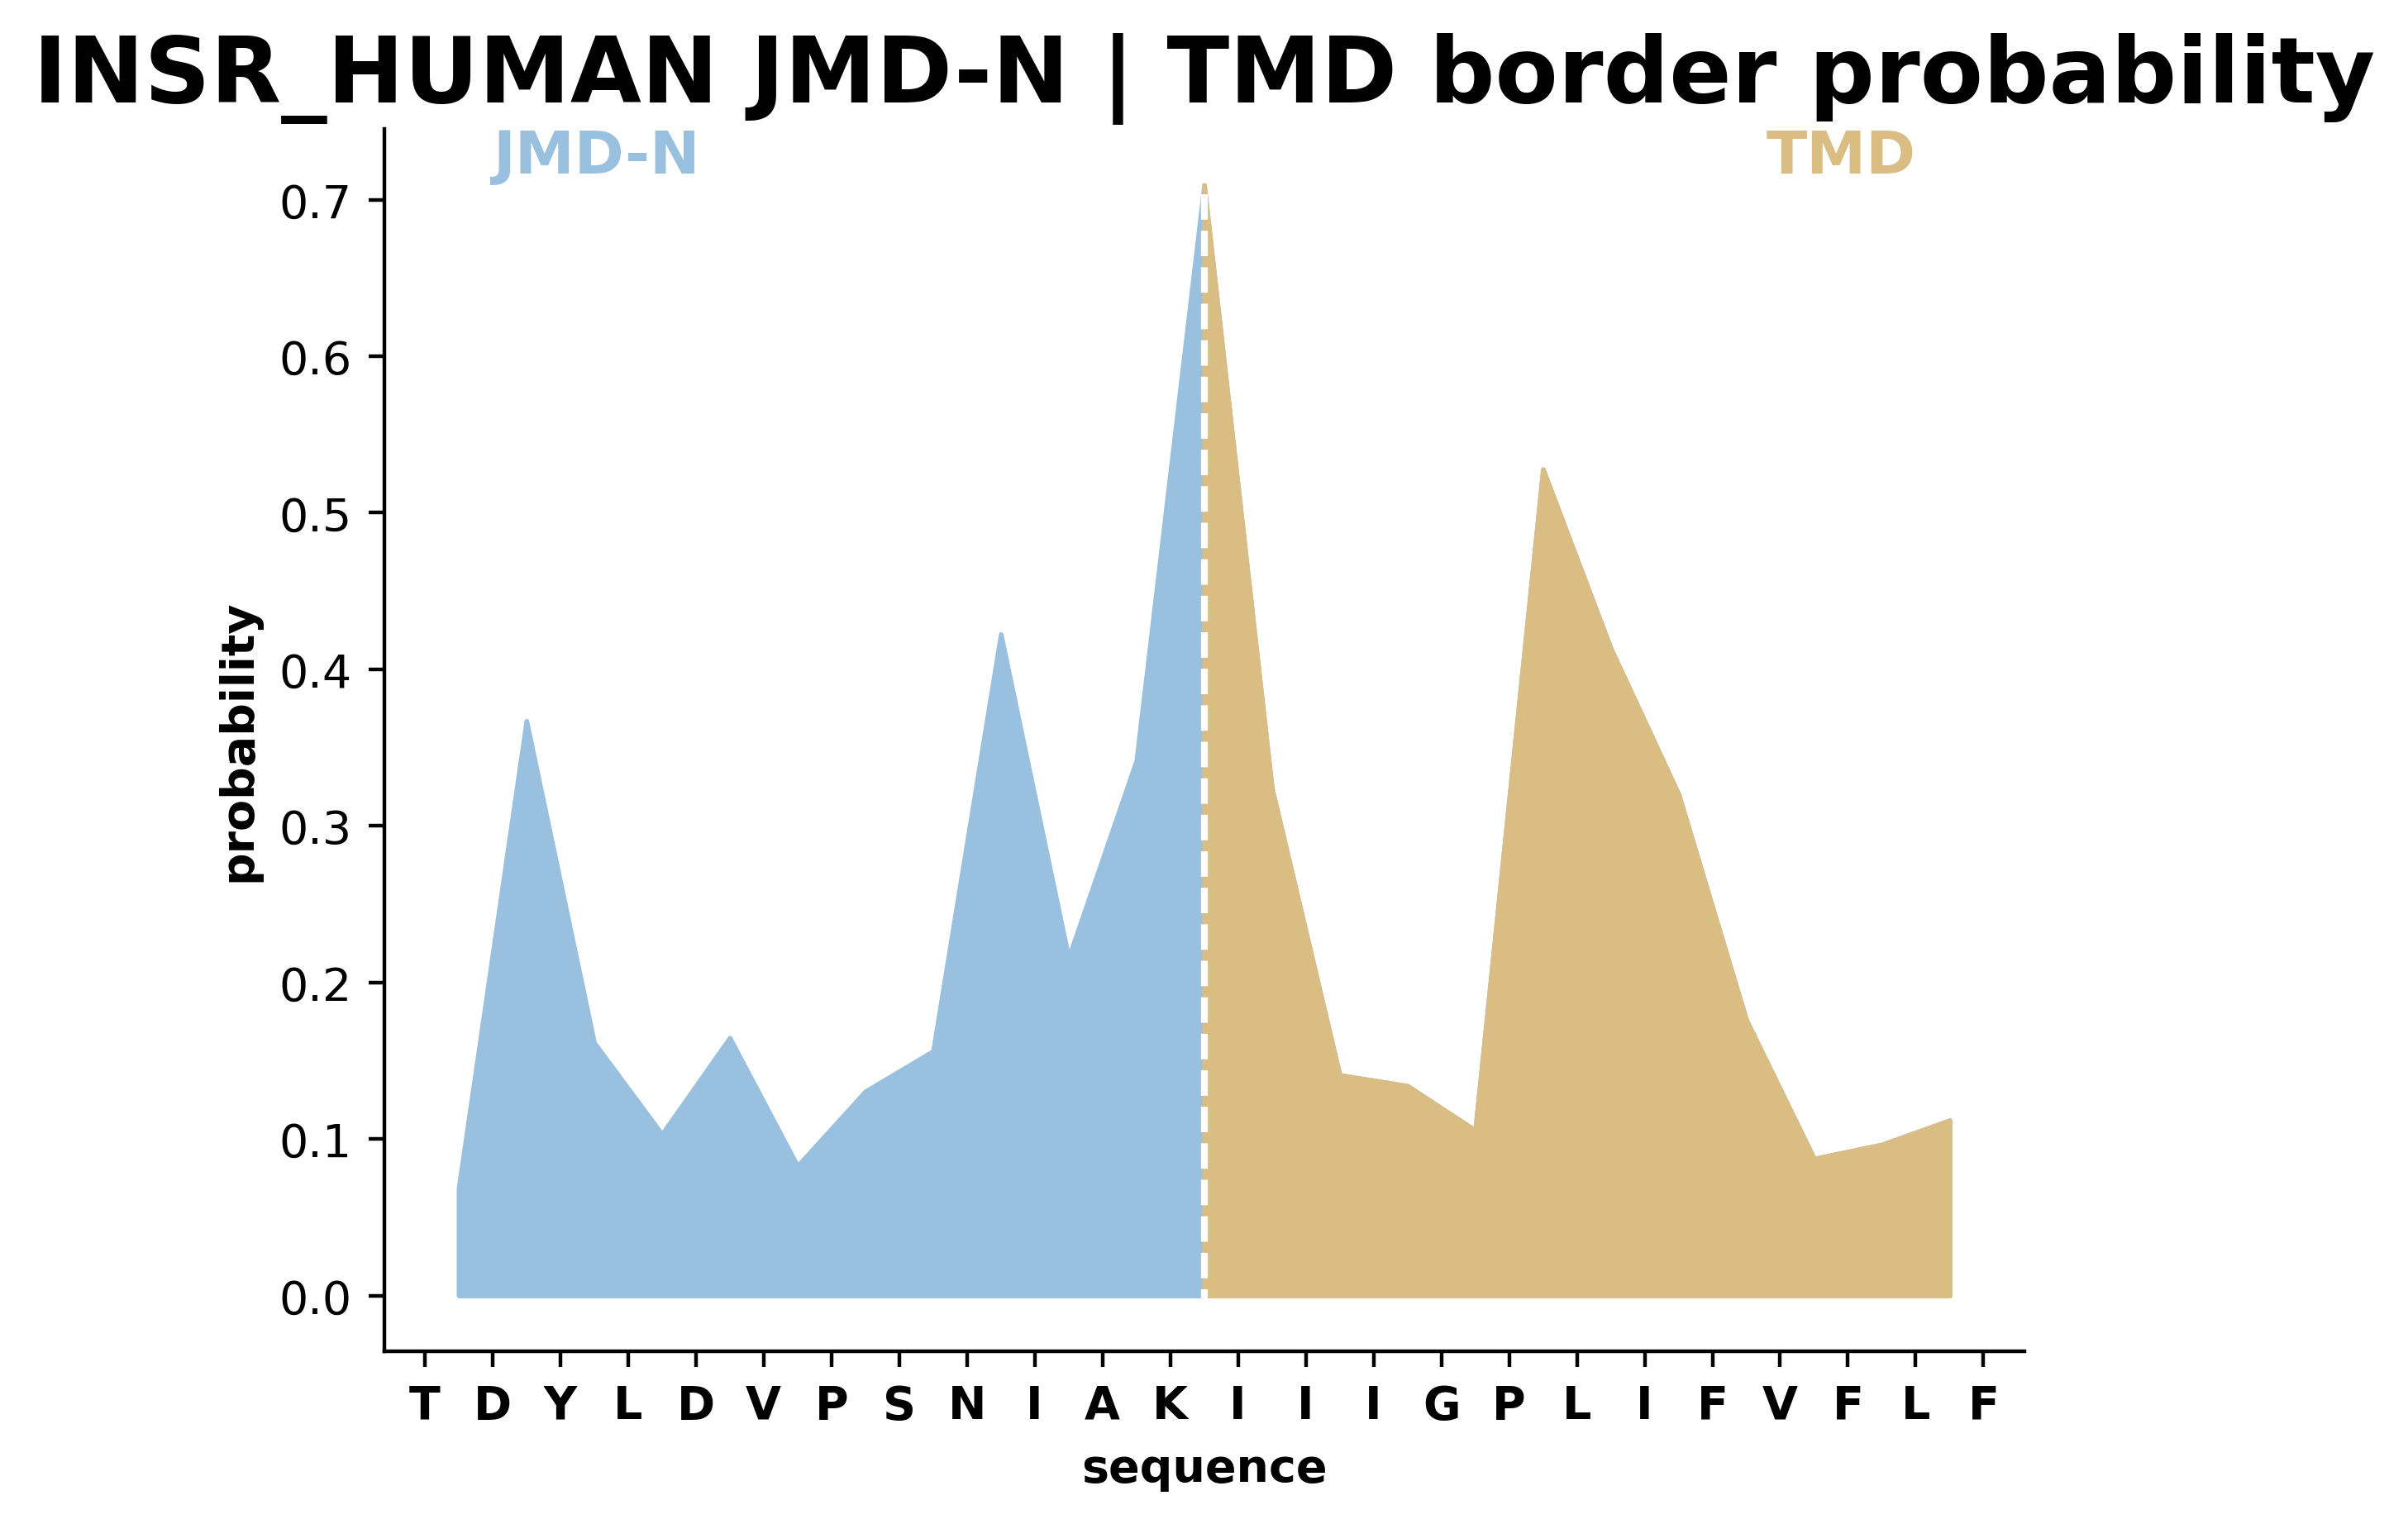 INSR_HUMAN JMD-N | TMD border probability
JMD-N TMD
0.7
0.6
0.5
0.4
0.3
0.2
0.1
0.0
probability
T D Y L D V P S N I A K I I I G P L I F V F L F
sequence